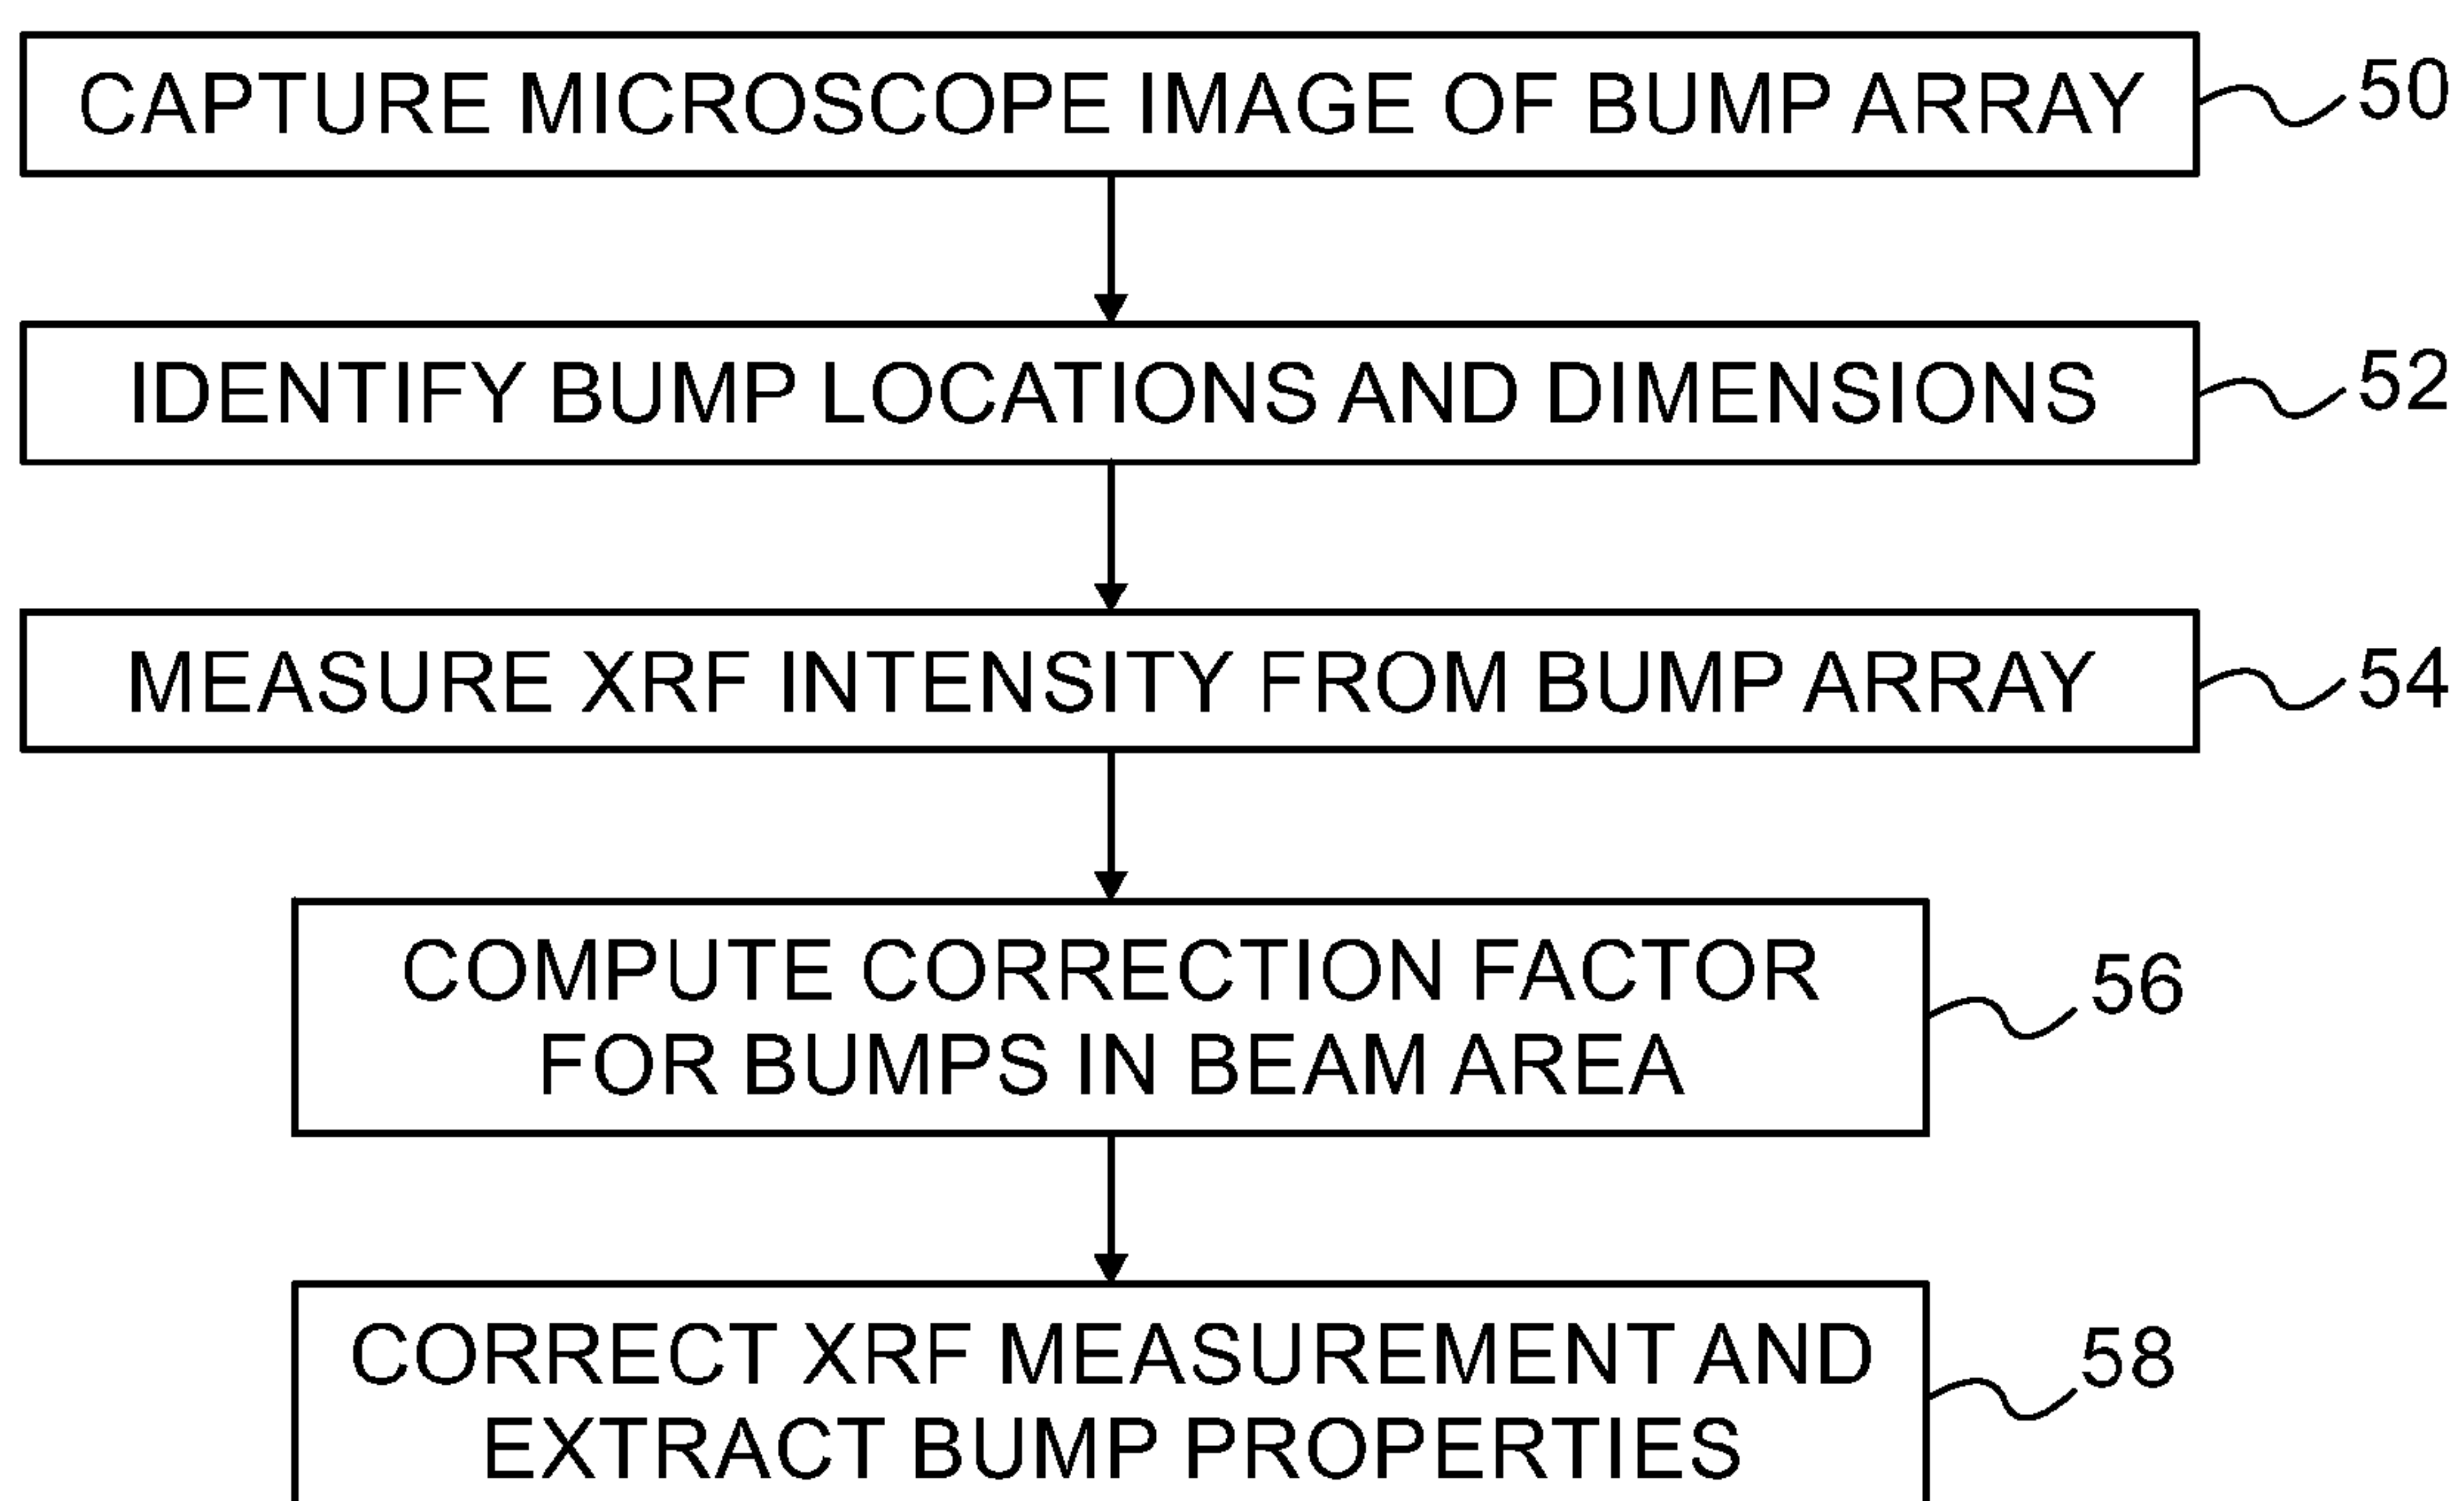 CAPTURE MICROSCOPE IMAGE OF BUMP ARRAY 50
IDENTIFY BUMP LOCATIONS AND DIMENSIONS 52
MEASURE XRF INTENSITY FROM BUMP ARRAY 54
COMPUTE CORRECTION FACTOR
FOR BUMPS IN BEAM AREA
56
CORRECT XRF MEASUREMENT AND
EXTRACT BUMP PROPERTIES
58